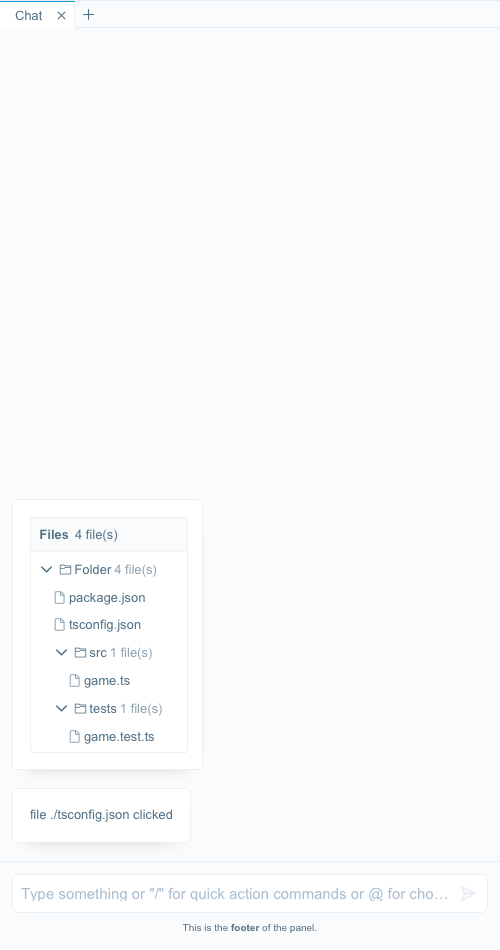 Chat
Files 4 file(s)
Folder 4 file(s)
package.json
tsconfig.json
src 1 file(s)
game.ts
tests 1 file(s)
game.test.ts
file ./tsconfig.json clicked
Type something or "/" for quick action commands or @ for cho…
This is the footer of the panel.